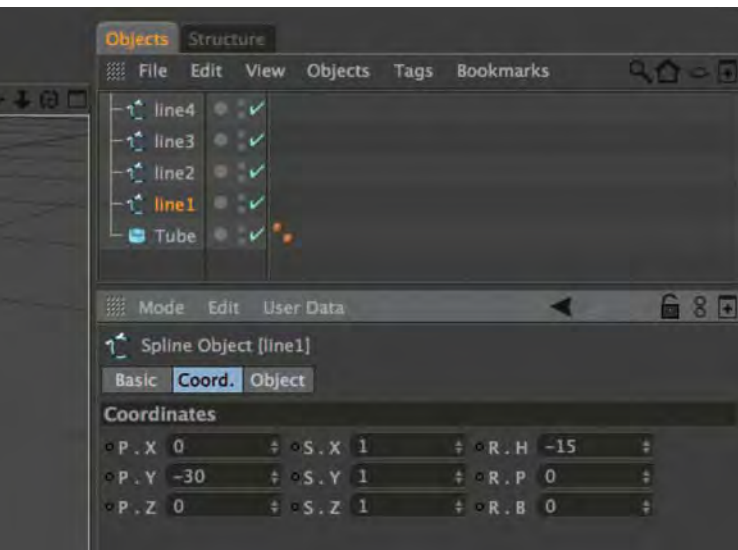 Objects Structure
File Edit View Objects Tags Bookmarks
line4
line3
line2
line1
Tube
Mode Edit User Data
Spline Object [line1]
Basic Coord. Object
Coordinates
P . X 0 S . X 1 R . H -15
P . Y -30 S . Y 1 R . P 0
P . Z 0 S . Z 1 R . B 0